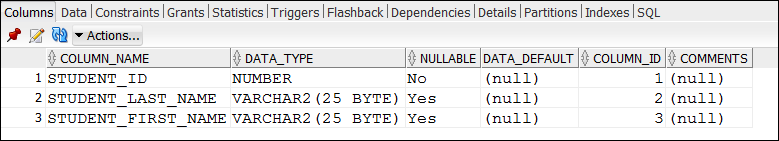 Columns Data Constraints Grants Statistics Triggers Flashback Dependencies Details Partitions Indexes SQL
Actions...
COLUMN_NAME DATA_TYPE NULLABLE DATA_DEFAULT COLUMN_ID COMMENTS
1 STUDENT_ID NUMBER No (null) 1 (null)
2 STUDENT_LAST_NAME VARCHAR2(25 BYTE) Yes (null) 2 (null)
3 STUDENT_FIRST_NAME VARCHAR2(25 BYTE) Yes (null) 3 (null)